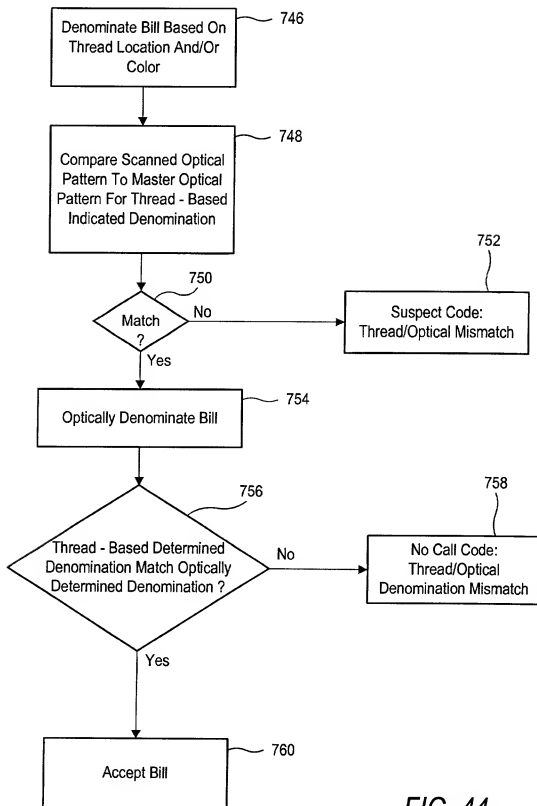 Denominate Bill Based On
Thread Location And/Or
Color
746
748
Compare Scanned Optical
Pattern To Master Optical
Pattern For Thread - Based
Indicated Denomination
750
Match
?
No
Yes
752
Suspect Code:
Thread/Optical Mismatch
Optically Denominate Bill
754
756
Thread - Based Determined
Denomination Match Optically
Determined Denomination ?
No
Yes
758
No Call Code:
Thread/Optical
Denomination Mismatch
760
Accept Bill
FIG. 44